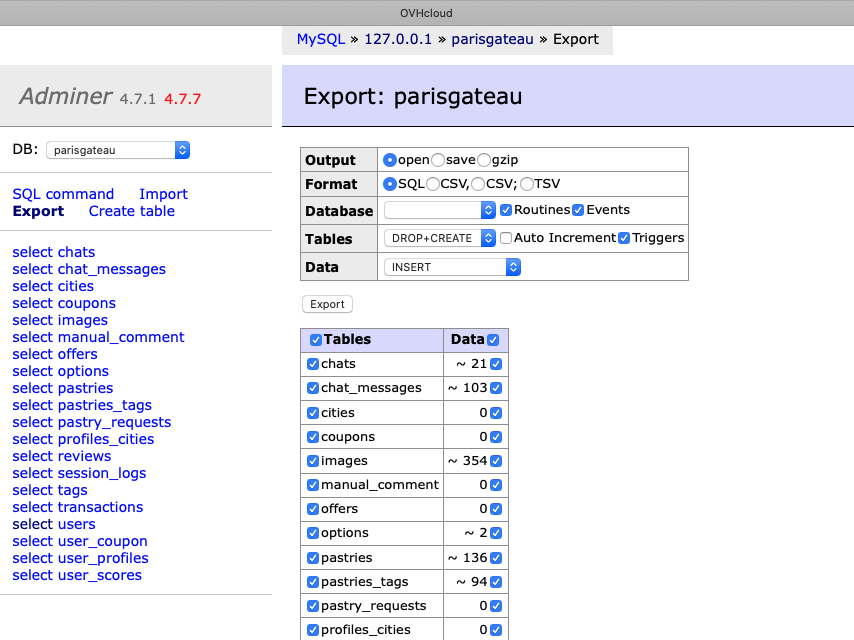 OVHcloud
MySQL » 127.0.0.1 » parisgateau » Export
Adminer 4.7.1 4.7.7
Export: parisgateau
DB: parisgateau
SQL command Import
Export Create table
select chats
select chat_messages
select cities
select coupons
select images
select manual_comment
select offers
select options
select pastries
select pastries_tags
select pastry_requests
select profiles_cities
select reviews
select session_logs
select tags
select transactions
select users
select user_coupon
select user_profiles
select user_scores
Output open save gzip
Format SQL CSV, CSV; TSV
Database Routines Events
Tables DROP+CREATE Auto Increment Triggers
Data INSERT
Export
Tables Data
chats ~ 21
chat_messages ~ 103
cities 0
coupons 0
images ~ 354
manual_comment 0
offers 0
options ~ 2
pastries ~ 136
pastries_tags ~ 94
pastry_requests 0
profiles_cities 0